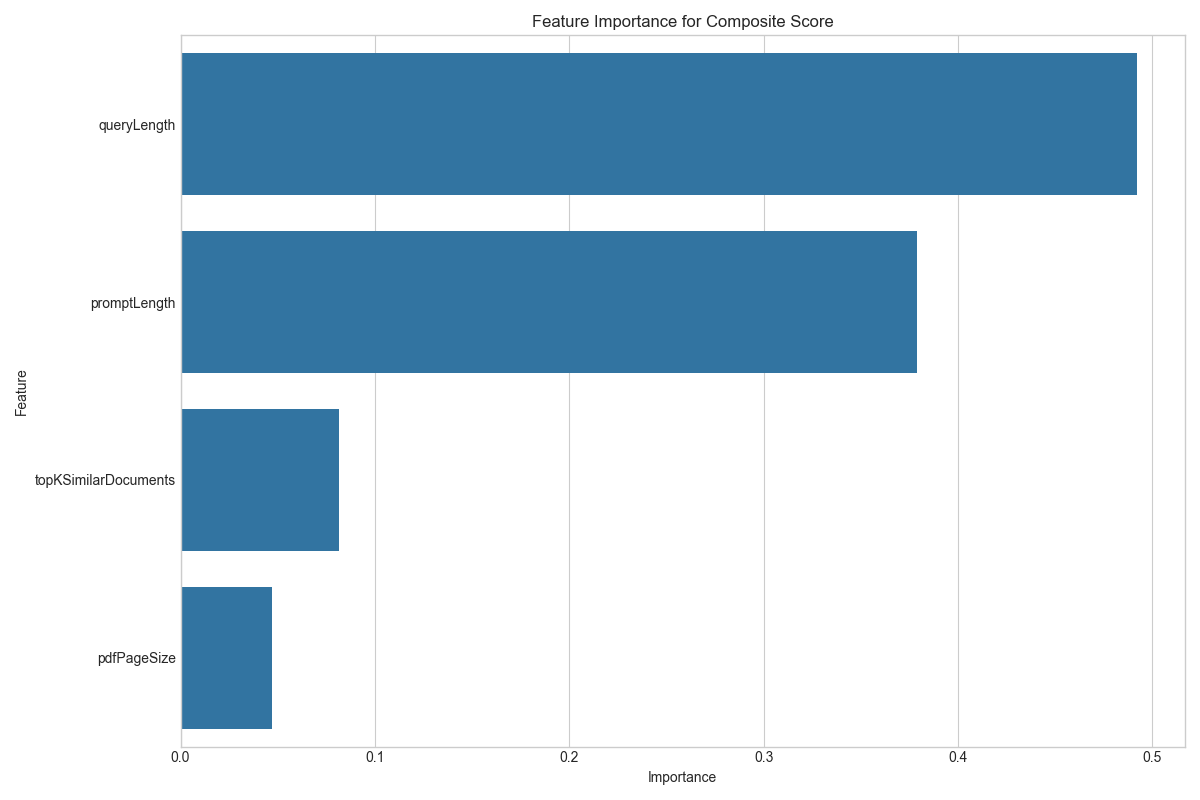 Feature Importance for Composite Score
queryLength
promptLength
topKSimilarDocuments
pdfPageSize
Feature
0.0 0.1 0.2 0.3 0.4 0.5
Importance